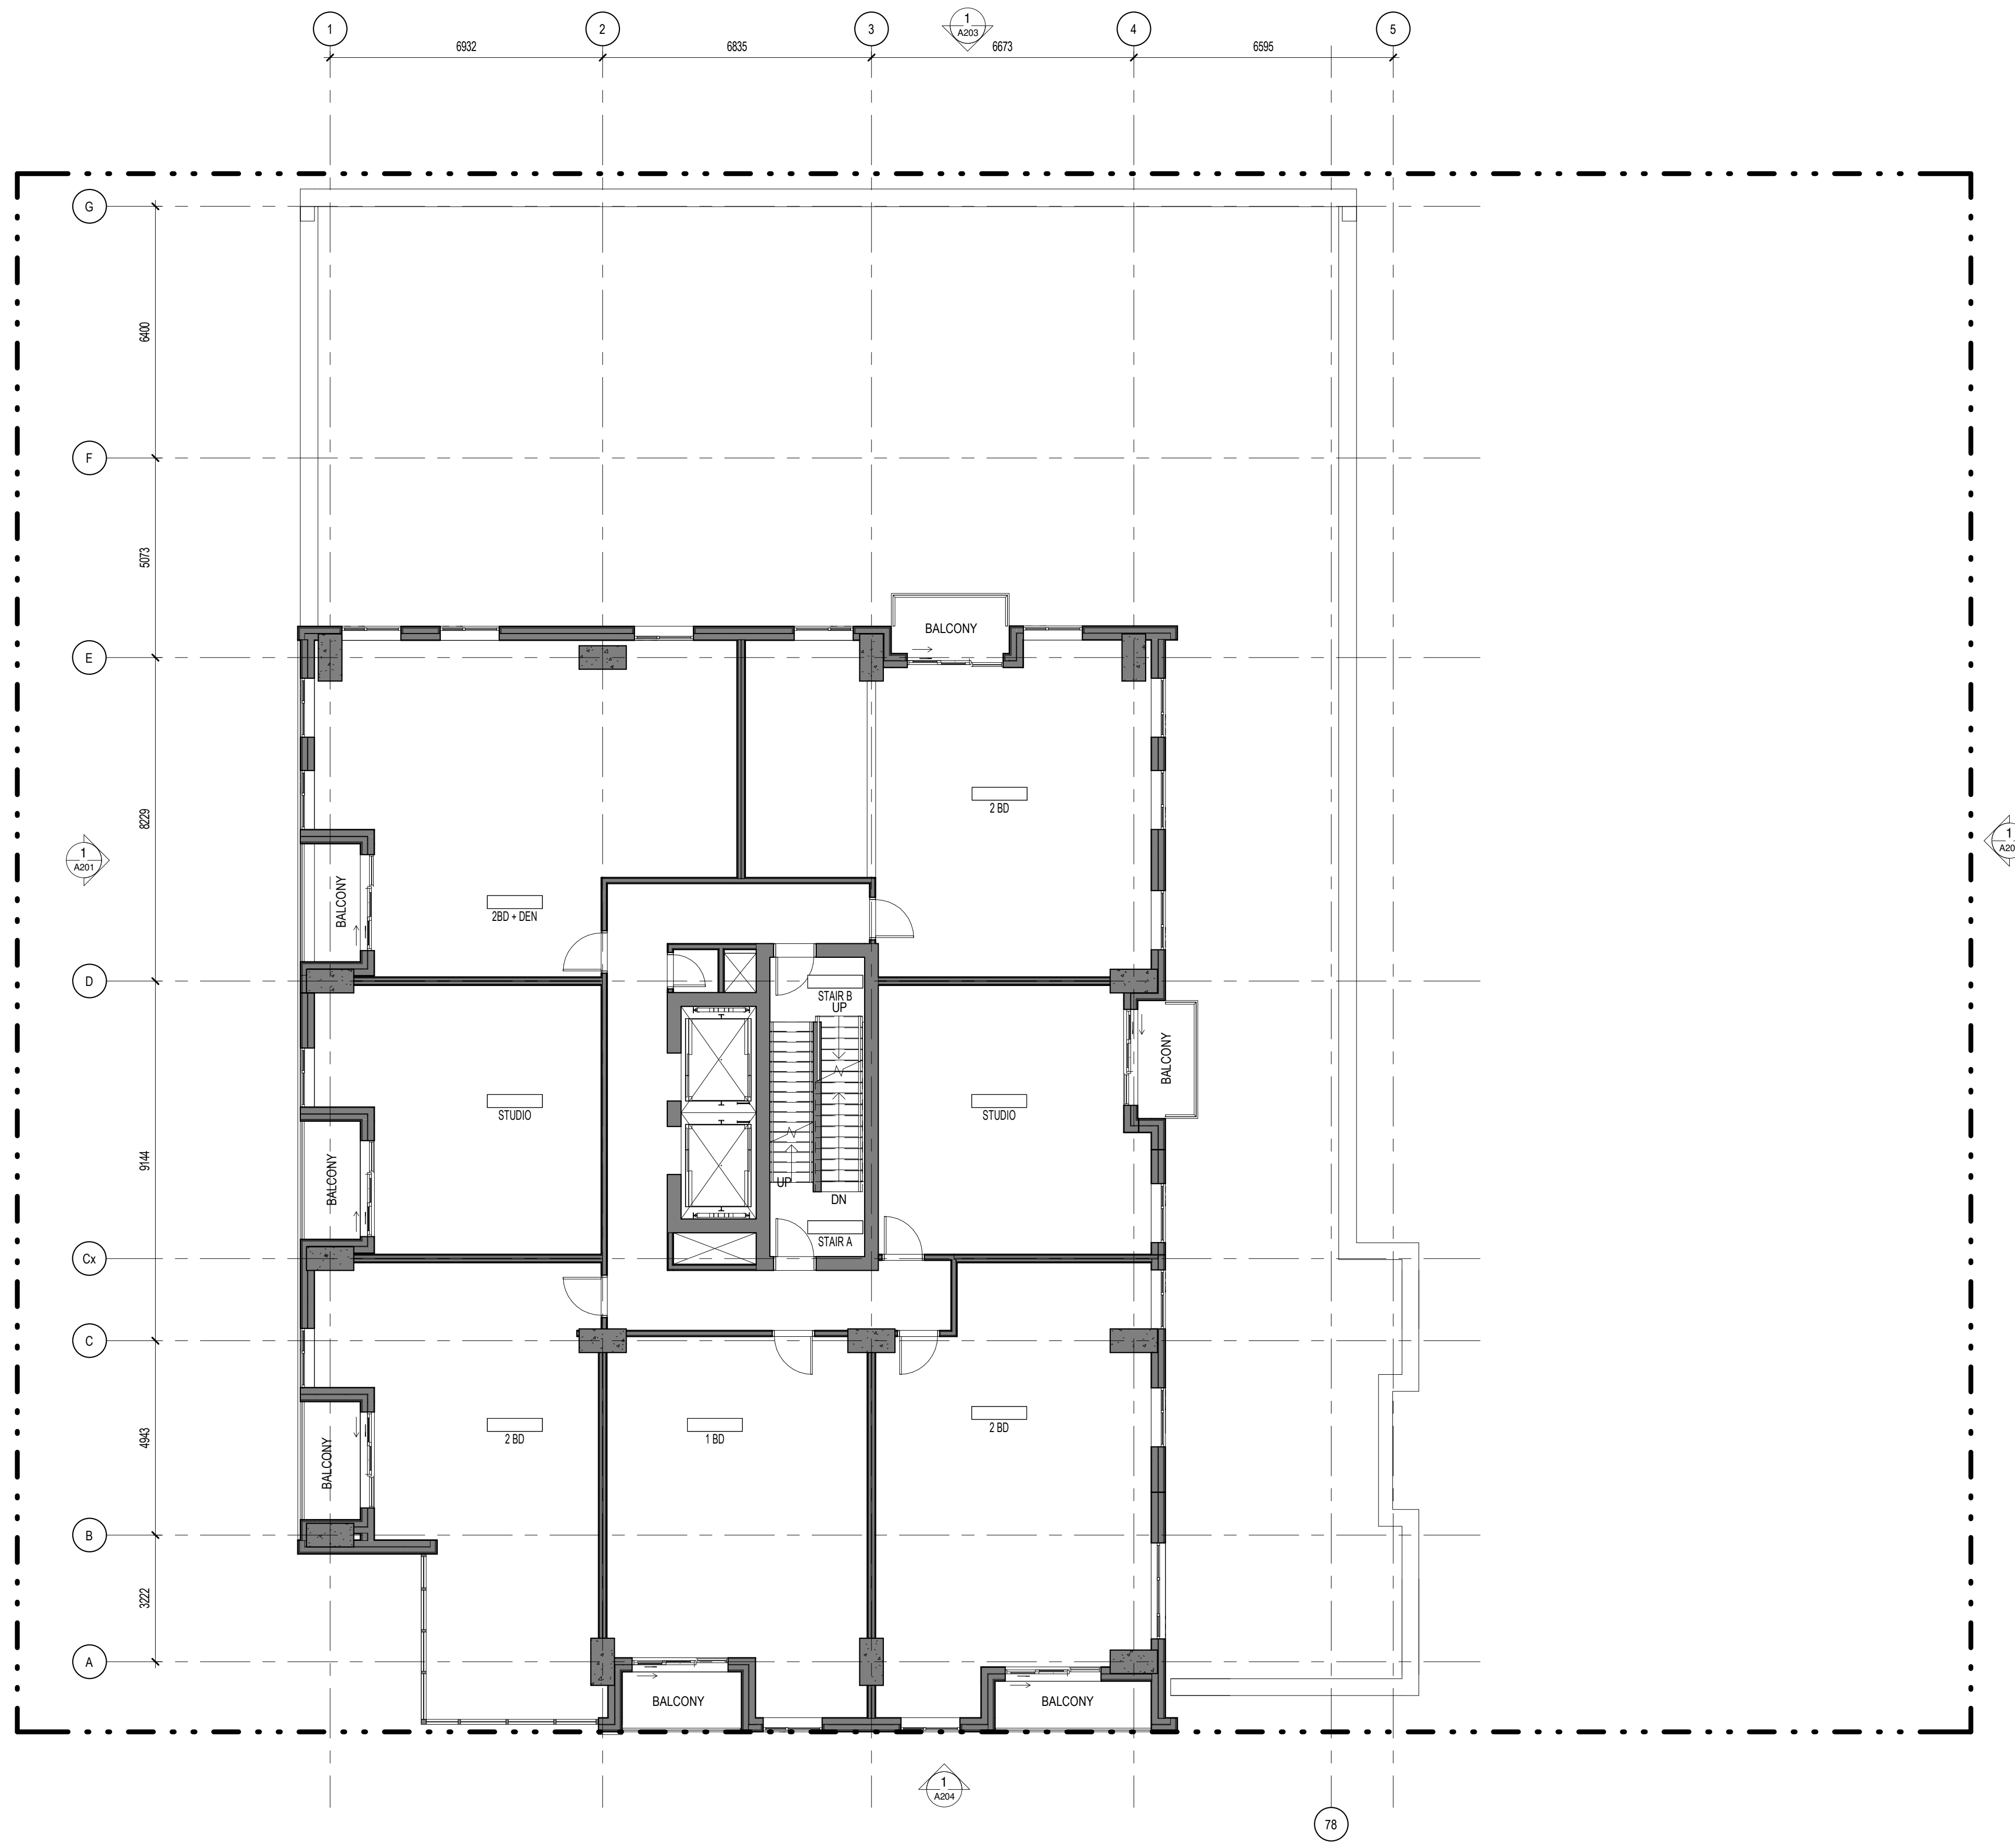 1 2 3 1 A203 4 5
6932 6835 6673 6595
G
6400
F
5073
BALCONY
E
2 BD
8229
1
A201
1
BALCONY
2BD + DEN
D
STAIR B
UP
BALCONY
STUDIO
STUDIO
9144
BALCONY
UP
DN
STAIR A
Cx
C
2 BD
1 BD
2 BD
4943
BALCONY
B
3222
A
BALCONY
BALCONY
1
A204
78